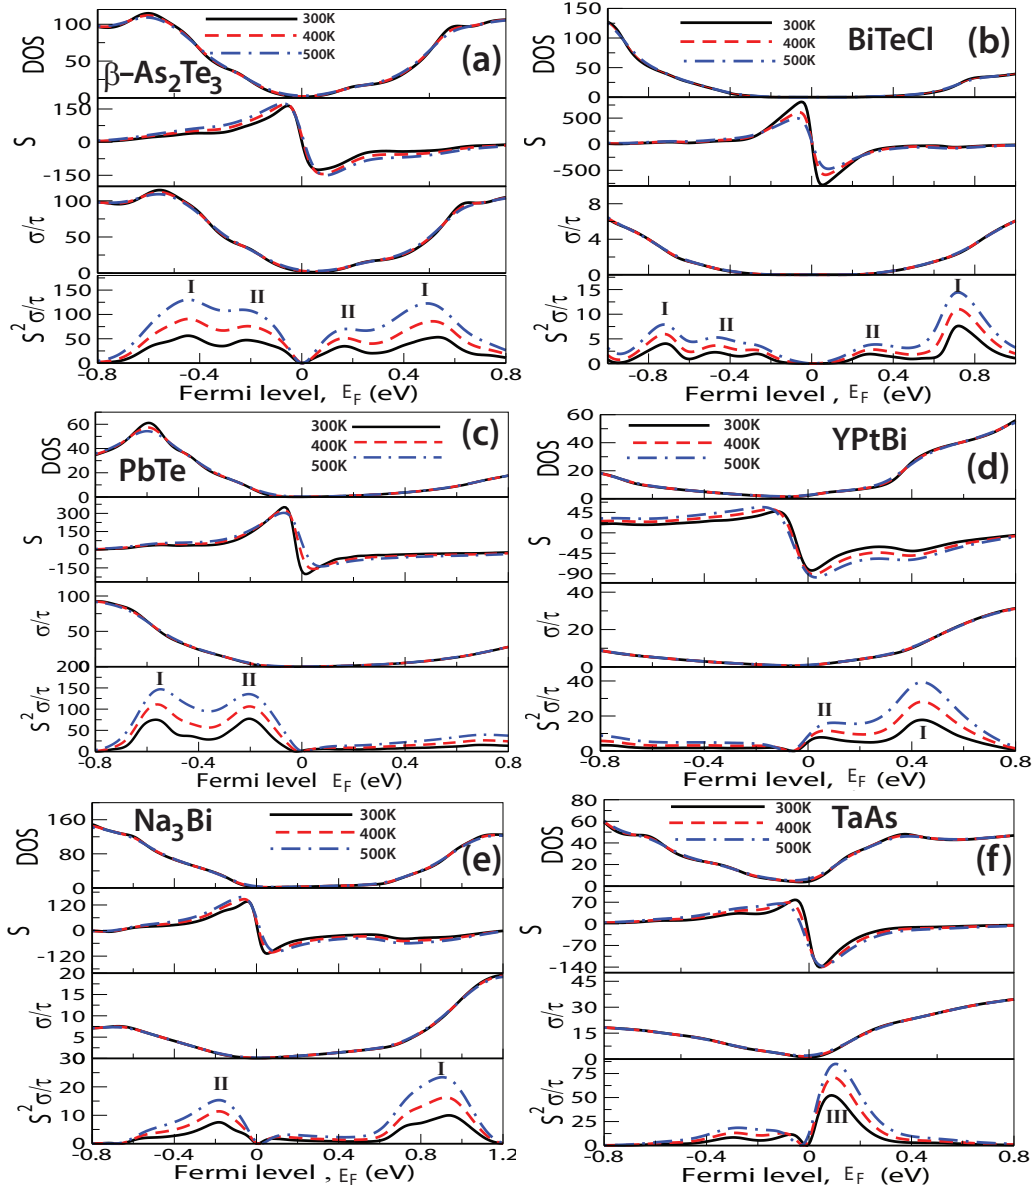 300K
400K
500K
(a)
β−As2Te3
DOS
100
50
0
S
150
0
-150
σ/τ
100
50
0
S2σ/τ
150
125
100
75
50
25
0
I
II
II
I
-0.8
-0.4
0
0.4
0.8
Fermi level, EF (eV)
300K
400K
500K
BiTeCl
(b)
DOS
150
100
50
0
S
500
0
-500
σ/τ
8
4
0
S2σ/τ
15
10
5
0
I
II
II
I
-1.0
-0.8
-0.4
0
0.4
0.8
1.0
Fermi level, EF (eV)
300K
400K
500K
(c)
PbTe
DOS
60
40
20
0
S
300
150
0
-150
σ/τ
100
50
0
S2σ/τ
200
150
100
50
0
I
II
-0.8
-0.4
0
0.4
0.8
Fermi level EF (eV)
300K
400K
500K
YPtBi
(d)
DOS
60
40
20
0
S
45
0
-45
-90
σ/τ
40
20
0
S2σ/τ
40
20
0
II
I
-0.8
-0.4
0
0.4
0.8
Fermi level, EF (eV)
Na3Bi
300K
400K
500K
(e)
DOS
160
80
0
S
120
0
-120
σ/τ
20
15
10
5
0
S2σ/τ
30
20
10
0
II
I
-0.8
-0.4
0
0.4
0.8
1.2
Fermi level , EF (eV)
300K
400K
500K
TaAs
(f)
DOS
80
60
40
20
0
S
70
0
-70
-140
σ/τ
45
30
15
0
S2σ/τ
75
50
25
0
III
-0.8
-0.4
0
0.4
0.8
Fermi level, EF (eV)